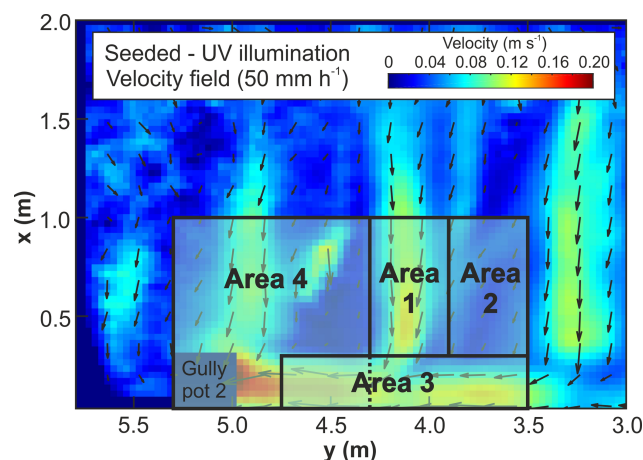 2.0
Seeded - UV illumination
Velocity field (50 mm h-1)
Velocity (m s-1)
0 0.04 0.08 0.12 0.16 0.20
1.5
1.0
0.5
x (m)
Area 4
Area
1
Area
2
Area 3
Gully
pot 2
5.5 5.0 4.5 4.0 3.5 3.0
y (m)